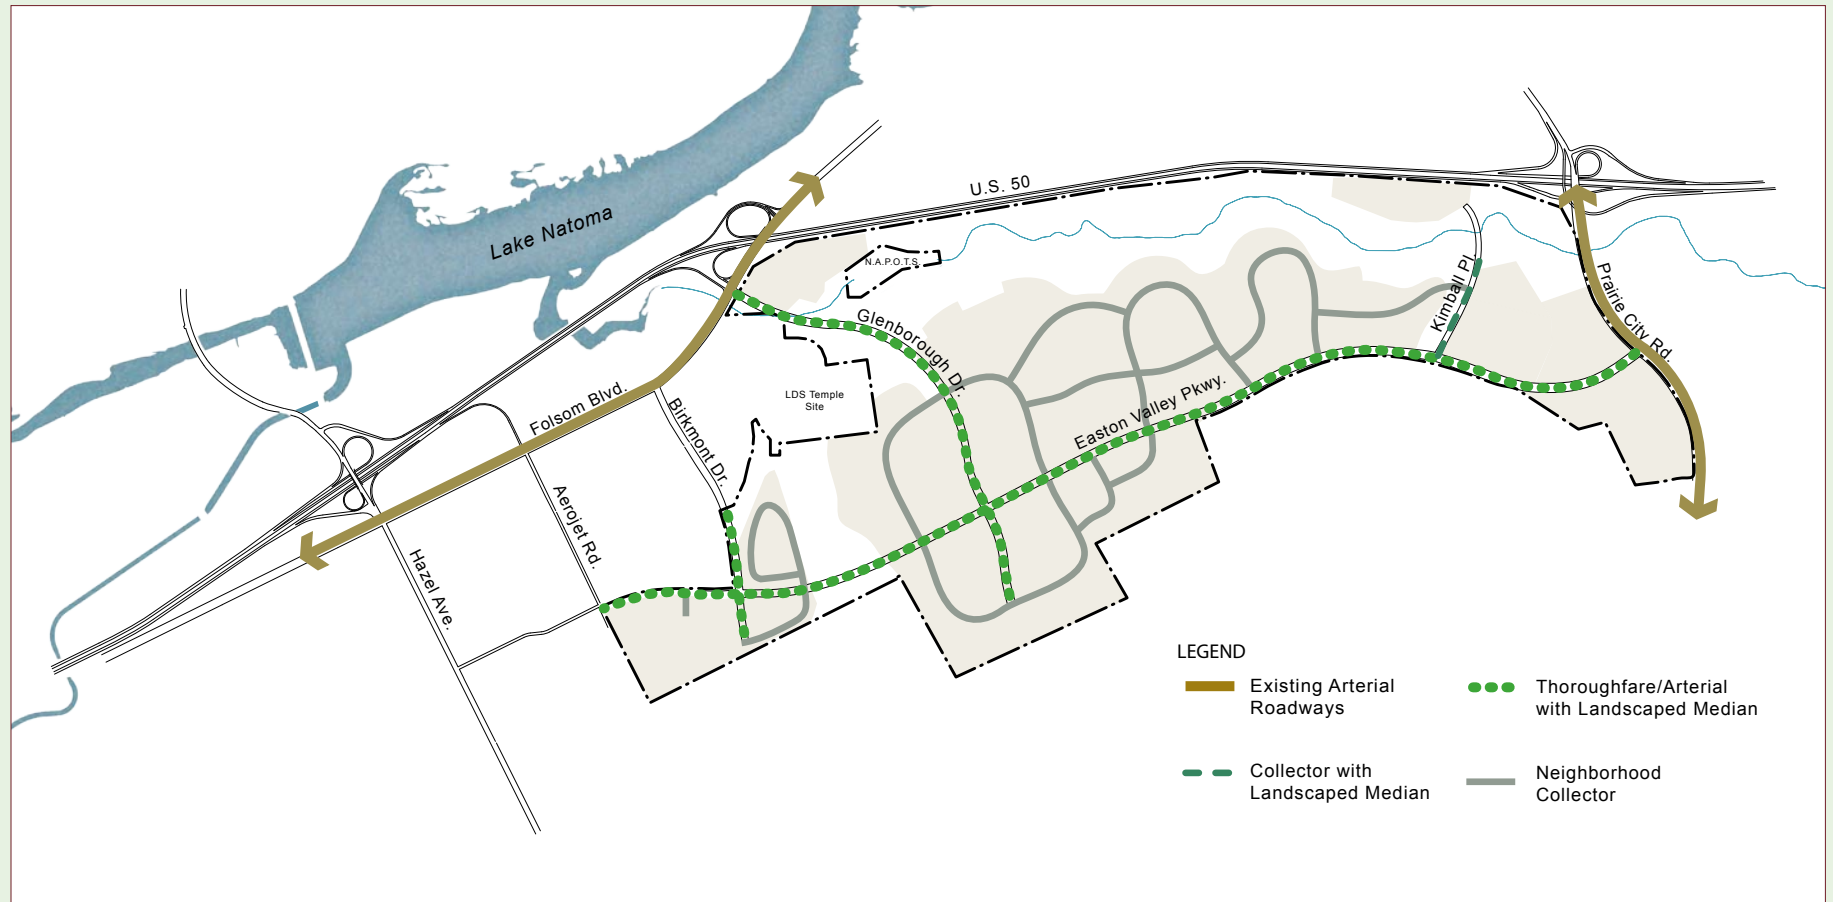 U.S. 50
Lake Natoma
N.A.P.O.T.S.
Kimball Pl.
Prairie City Rd.
Glenborough Dr.
LDS Temple
Site
Folsom Blvd.
Easton Valley Pkwy.
Birkmont Dr.
Aerojet Rd.
Hazel Ave.
LEGEND
Existing Arterial
Roadways
Thoroughfare/Arterial
with Landscaped Median
Collector with
Landscaped Median
Neighborhood
Collector